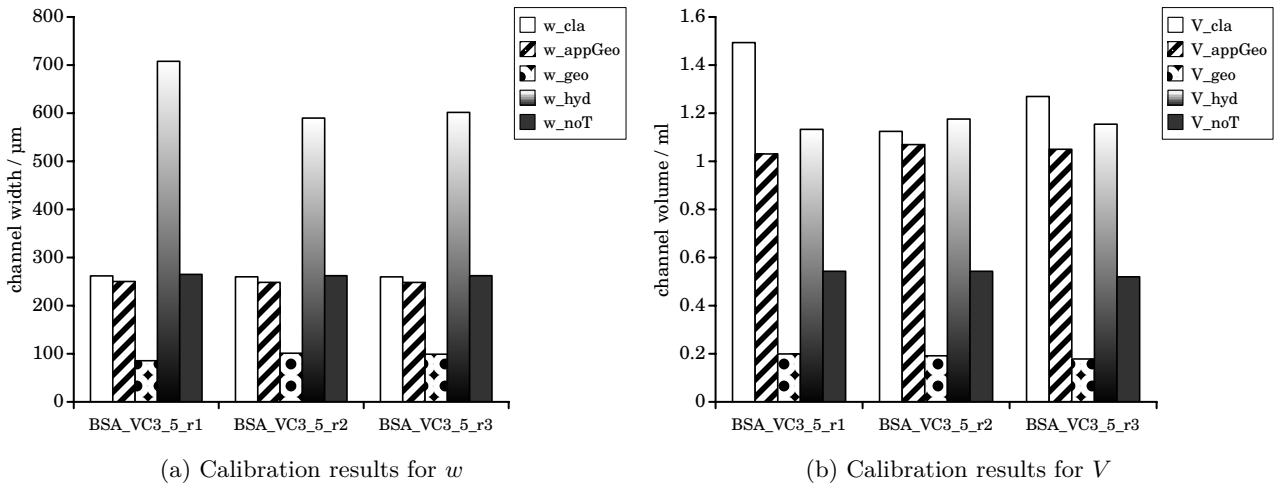 800
700
600
500
400
300
200
100
0
channel width / µm
BSA_VC3_5_r1
BSA_VC3_5_r2
BSA_VC3_5_r3
w_cla
w_appGeo
w_geo
w_hyd
w_noT
(a) Calibration results for w
1.6
1.4
1.2
1
0.8
0.6
0.4
0.2
0
channel volume / ml
BSA_VC3_5_r1
BSA_VC3_5_r2
BSA_VC3_5_r3
V_cla
V_appGeo
V_geo
V_hyd
V_noT
(b) Calibration results for V